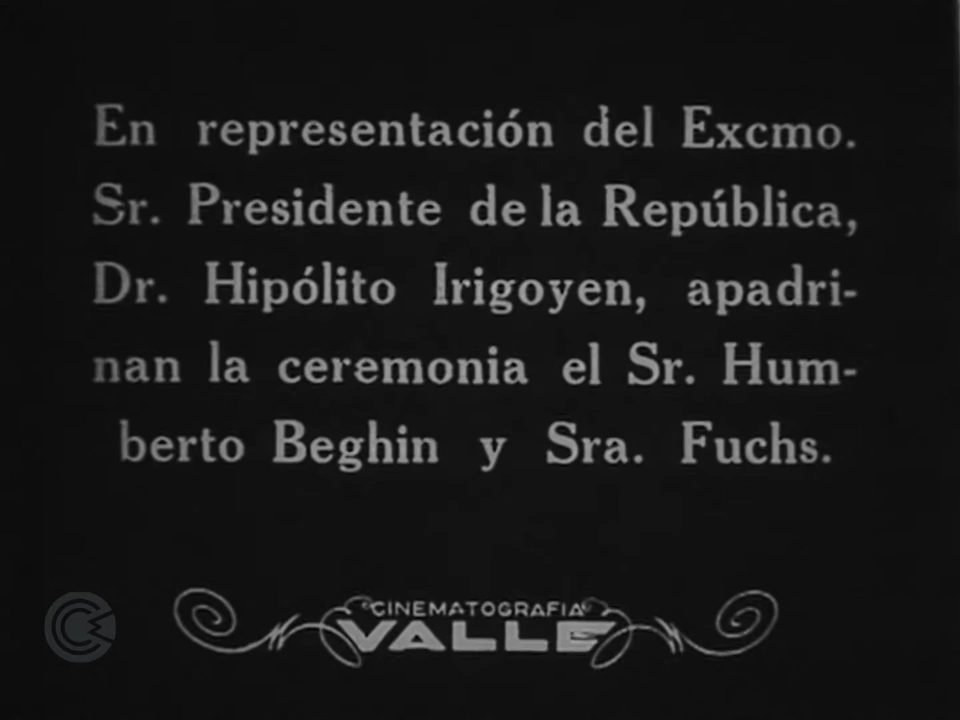 En representación del Excmo.
Sr. Presidente de la República,
Dr. Hipólito Irigoyen, apadri-
nan la ceremonia el Sr. Hum-
berto Beghin y Sra. Fuchs.
CINEMATOGRAFIA
VALLE